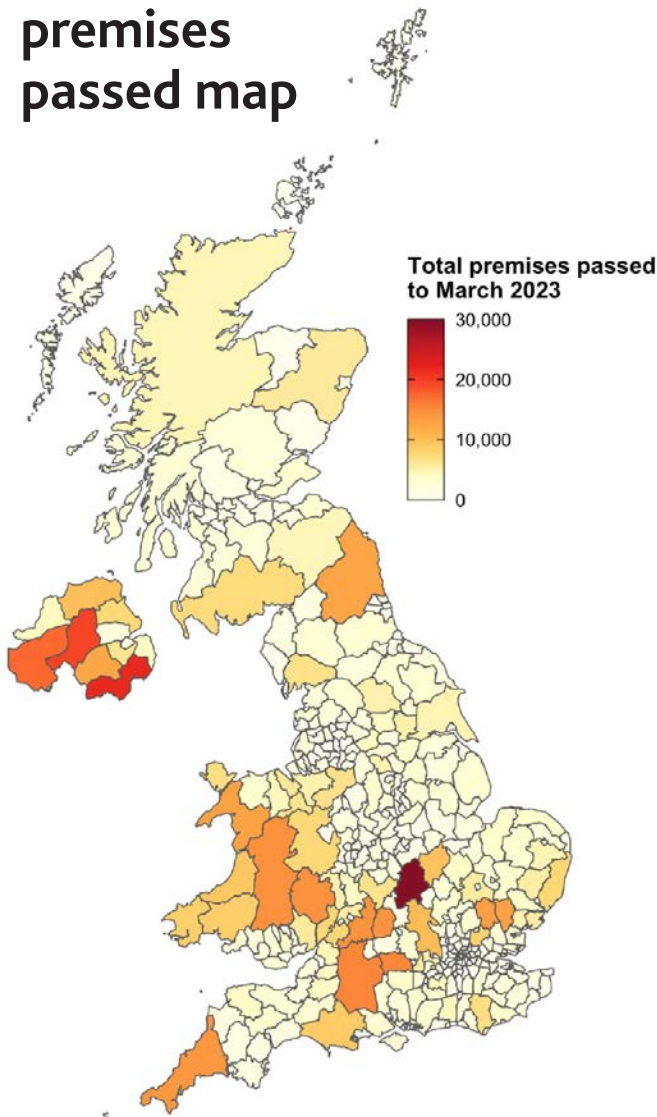 premises
passed map
Total premises passed
to March 2023
30,000
20,000
10,000
0